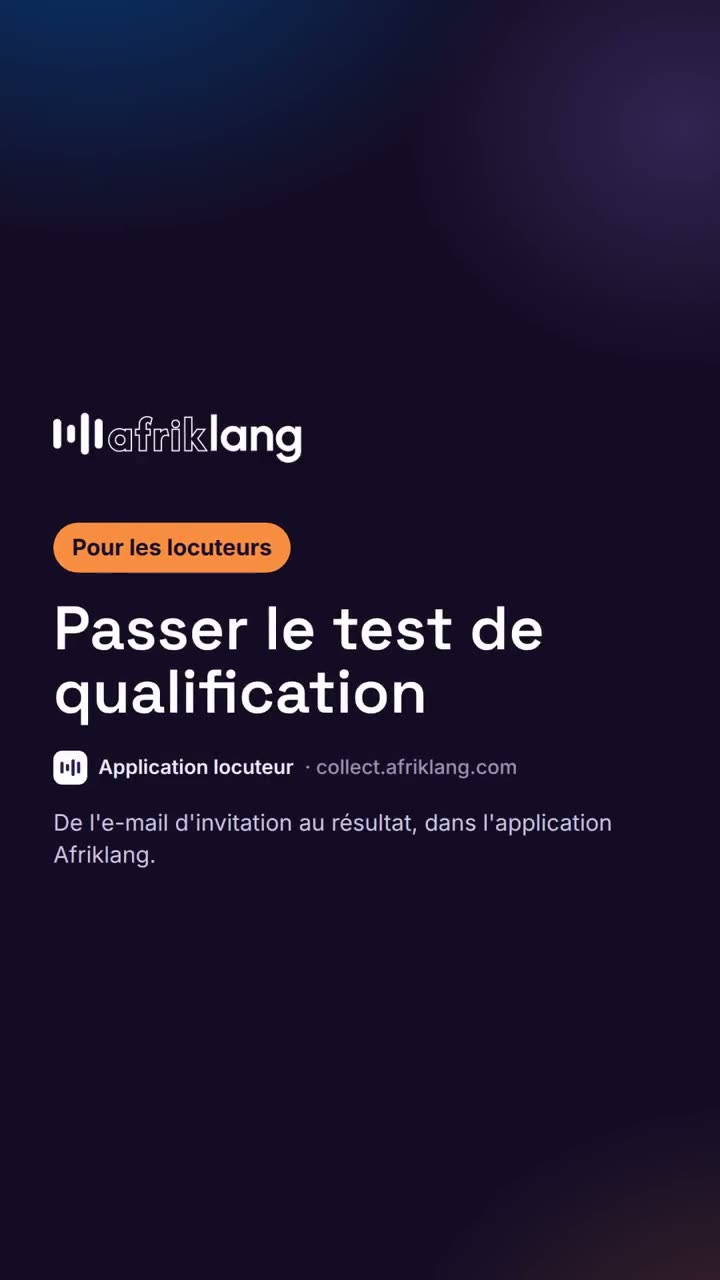 afriklang
Pour les locuteurs
Passer le test de
qualification
Application locuteur · collect.afriklang.com
De l'e-mail d'invitation au résultat, dans l'application
Afriklang.